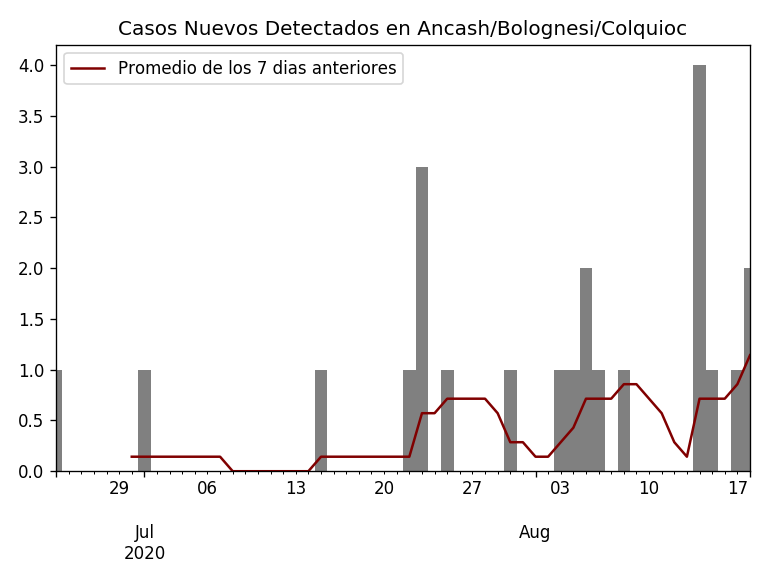 Casos Nuevos Detectados en Ancash/Bolognesi/Colquioc
Promedio de los 7 dias anteriores
4.0
3.5
3.0
2.5
2.0
1.5
1.0
0.5
0.0
29 06 13 20 27 03 10 17
Jul Aug
2020